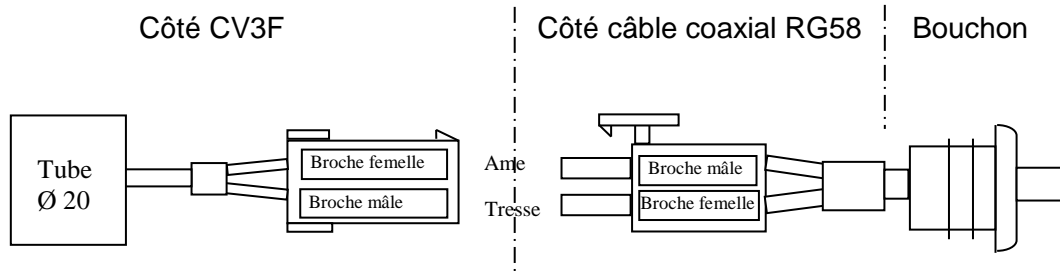 Côté CV3F
Côté câble coaxial RG58
Bouchon
Tube
Ø 20
Broche femelle
Broche mâle
Ame
Tresse
Broche mâle
Broche femelle